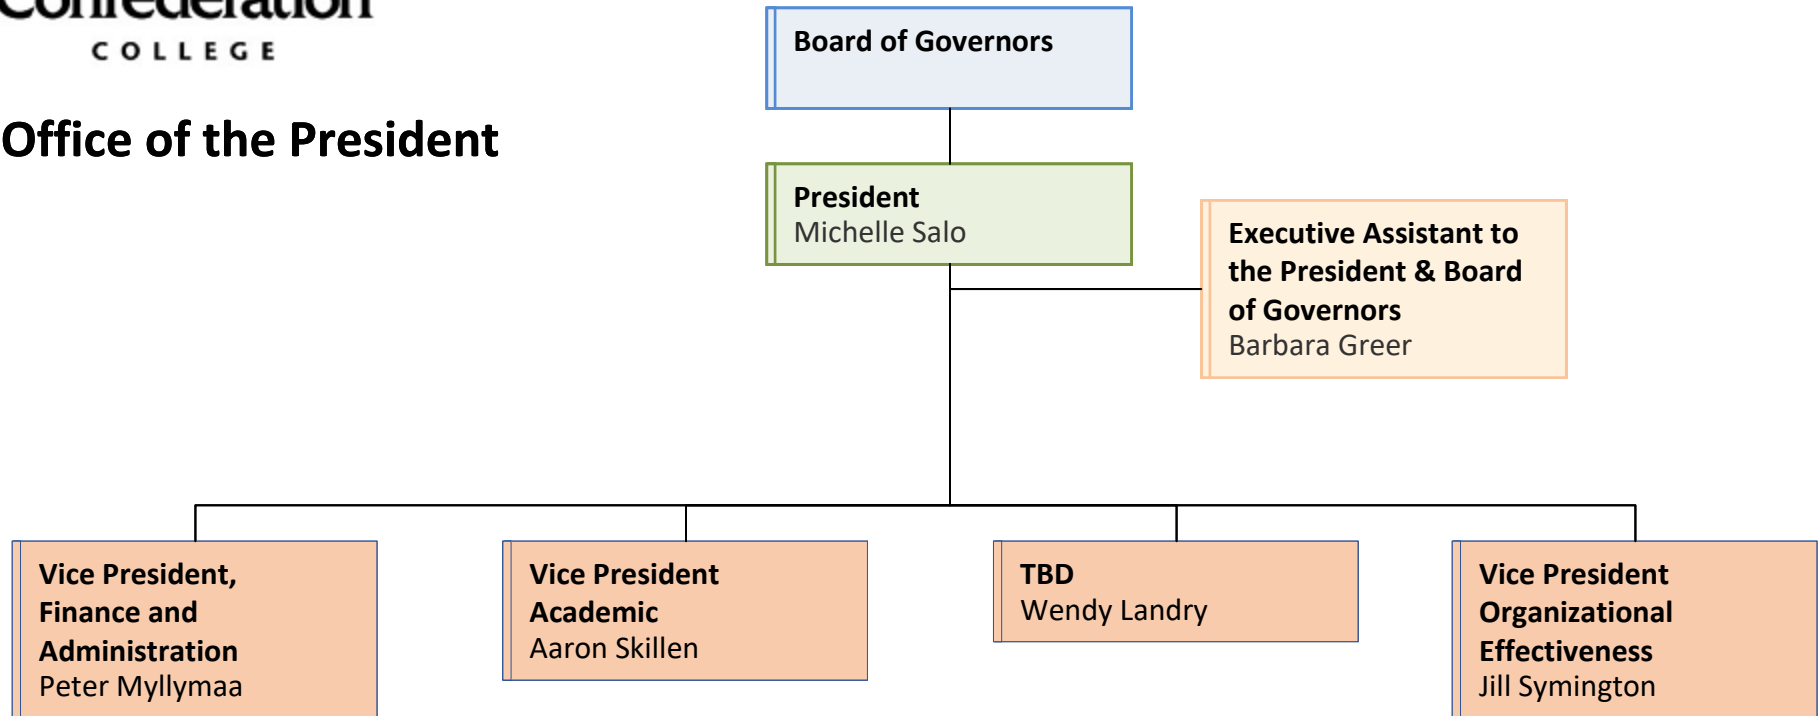 Confederation
COLLEGE
Office of the President
Board of Governors
President
Michelle Salo
Executive Assistant to
the President & Board
of Governors
Barbara Greer
Vice President,
Finance and
Administration
Peter Myllymaa
Vice President
Academic
Aaron Skillen
TBD
Wendy Landry
Vice President
Organizational
Effectiveness
Jill Symington